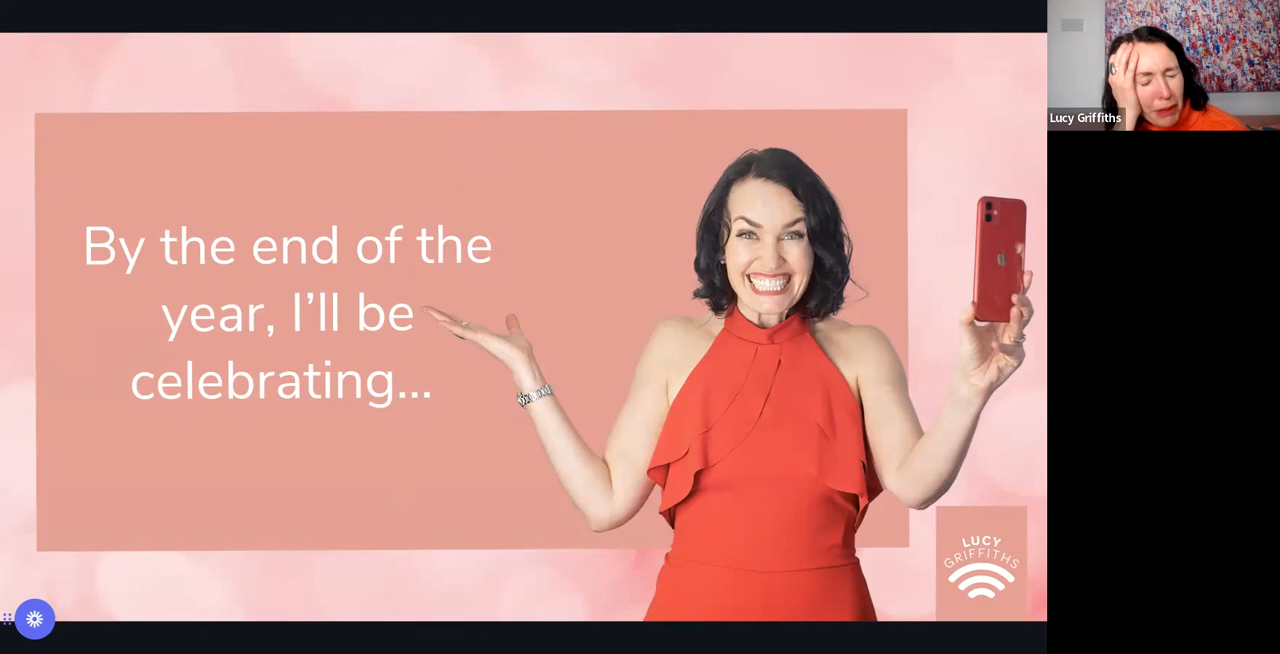 By the end of the
year, I’ll be
celebrating...
LUCY
GRIFFITHS
Lucy Griffiths